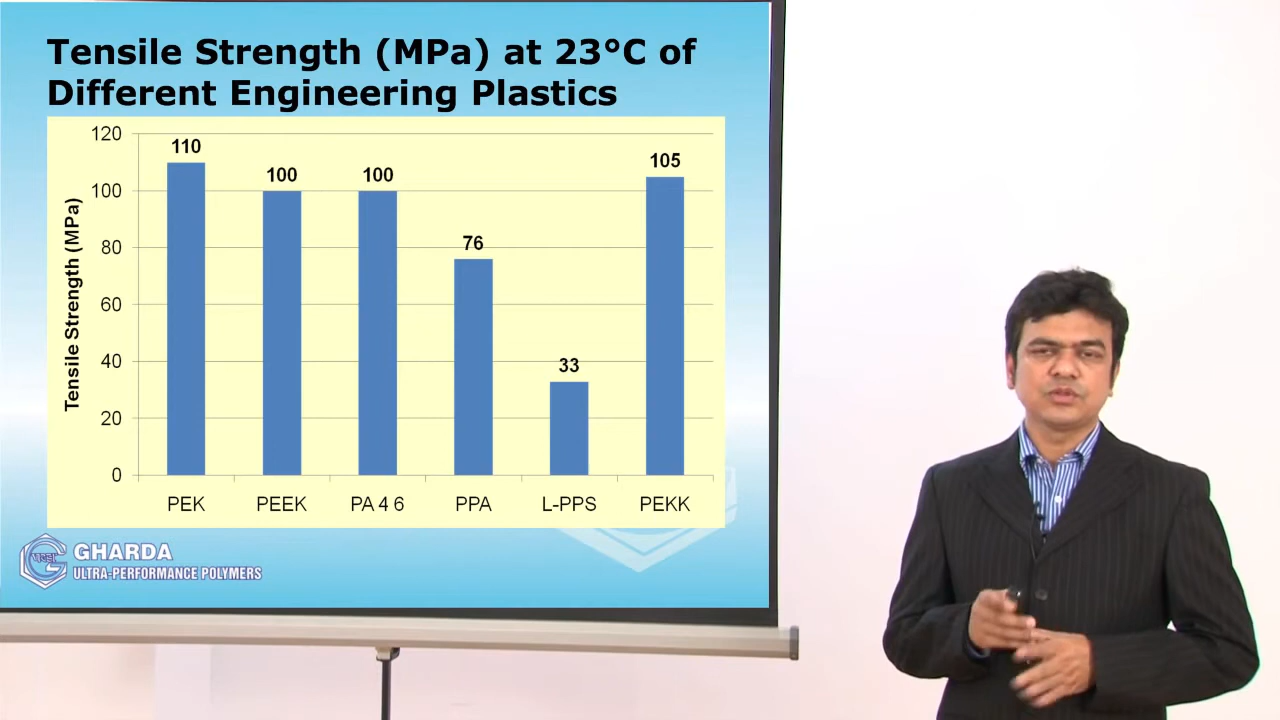 Tensile Strength (MPa) at 23°C of
Different Engineering Plastics
Tensile Strength (MPa)
120
100
80
60
40
20
0
110
100
100
76
33
105
PEK
PEEK
PA 4 6
PPA
L-PPS
PEKK
GHARDA
ULTRA-PERFORMANCE POLYMERS